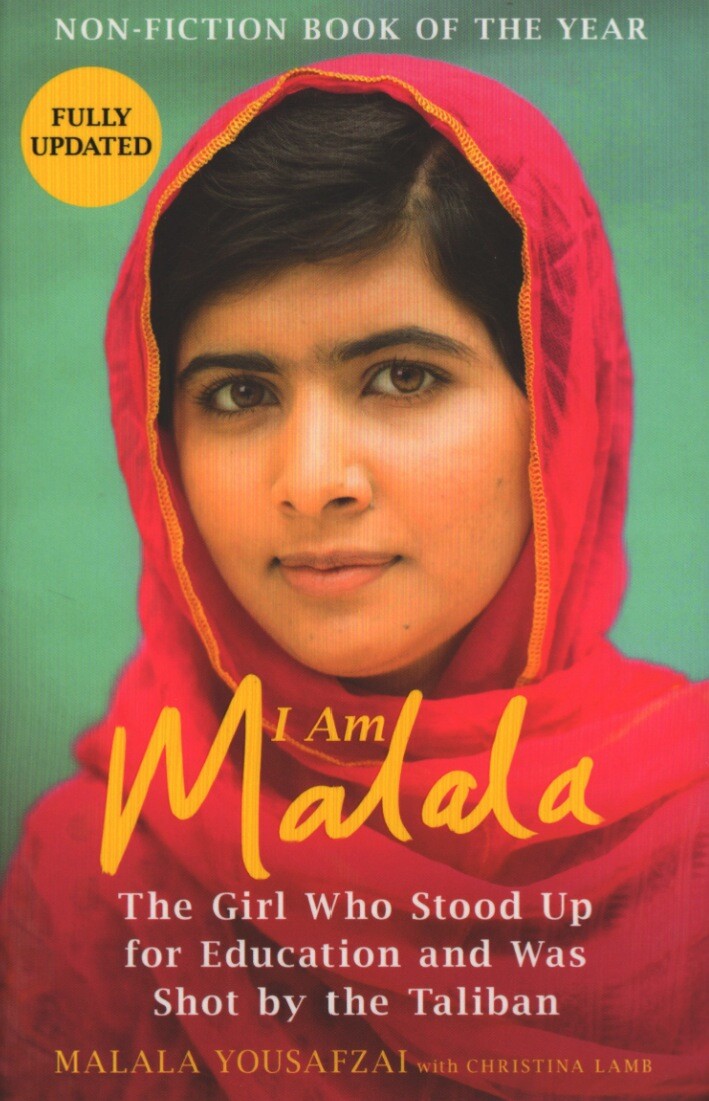 NON-FICTION BOOK OF THE YEAR
FULLY
UPDATED
I Am
Malala
The Girl Who Stood Up
for Education and Was
Shot by the Taliban
MALALA YOUSAFZAI with CHRISTINA LAMB